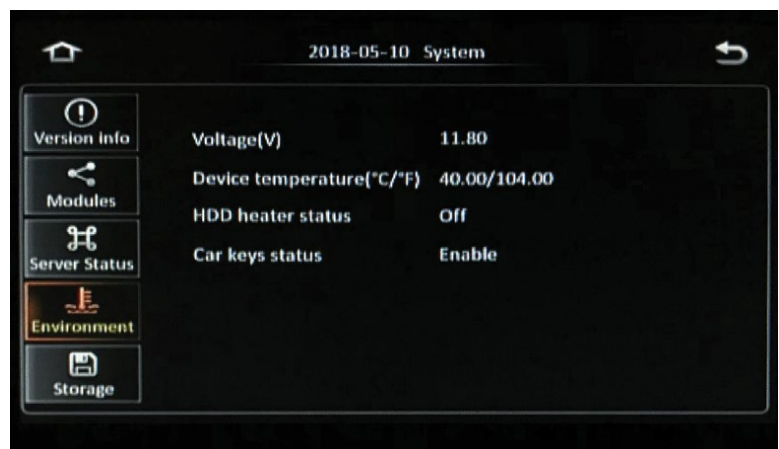 2018-05-10 System
Version info
Modules
Server Status
Environment
Storage
Voltage(V) 11.80
Device temperature(°C/°F) 40.00/104.00
HDD heater status Off
Car keys status Enable